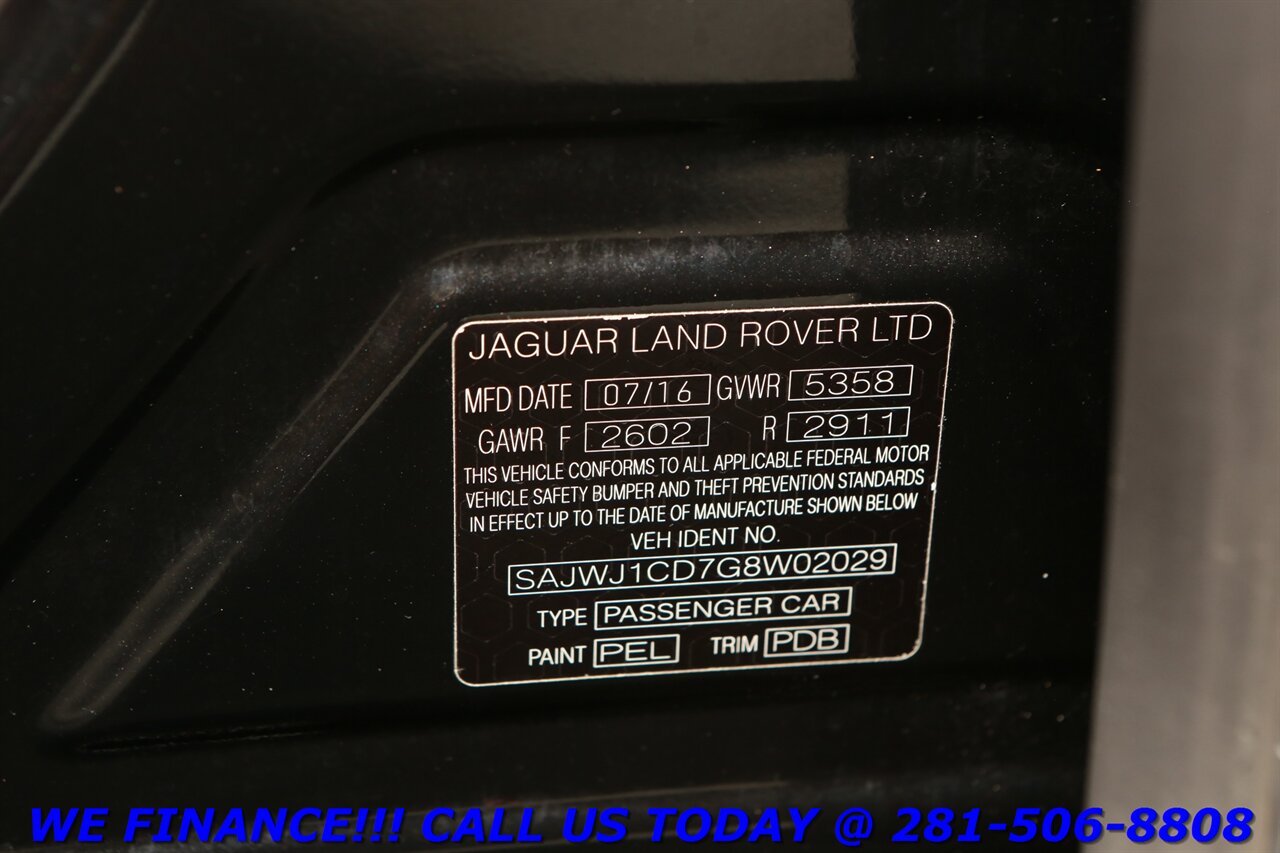 JAGUAR LAND ROVER LTD
MFD DATE 07/16 GVWR 5358
GAWR F 2602 R 2911
THIS VEHICLE CONFORMS TO ALL APPLICABLE FEDERAL MOTOR
VEHICLE SAFETY BUMPER AND THEFT PREVENTION STANDARDS
IN EFFECT UP TO THE DATE OF MANUFACTURE SHOWN BELOW
VEH IDENT NO.
SAJWJ1CD7G8W02029
TYPE PASSENGER CAR
PAINT PEL TRIM PDB
WE FINANCE!!! CALL US TODAY @ 281-506-8808